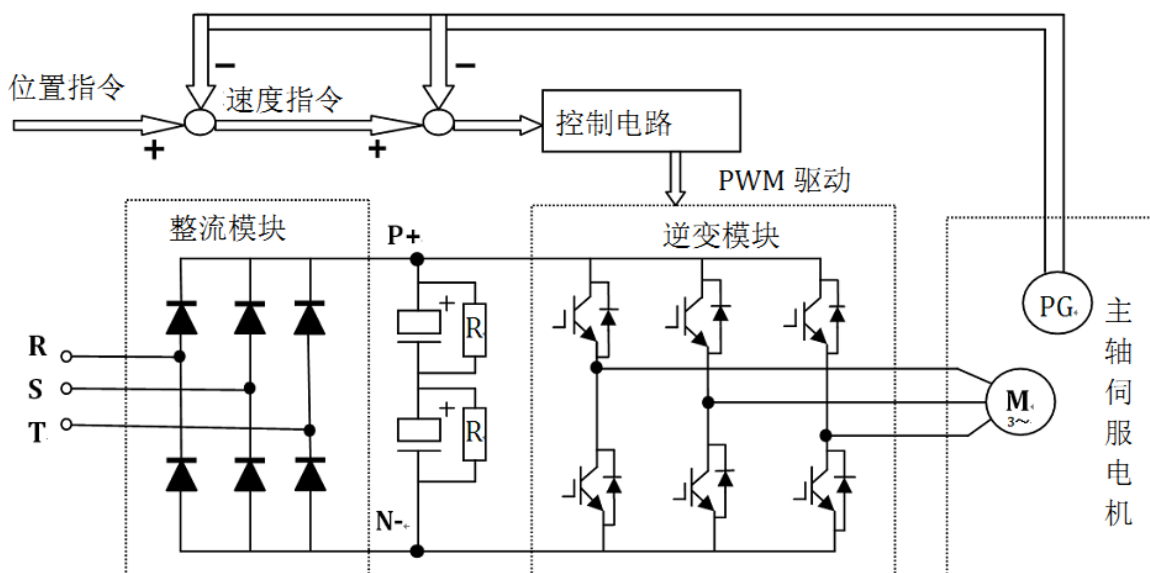 位置指令
速度指令
控制电路
PWM 驱动
整流模块
P+
逆变模块
R
R
S
T
R
N-
PG
M
3~
主轴伺服电机